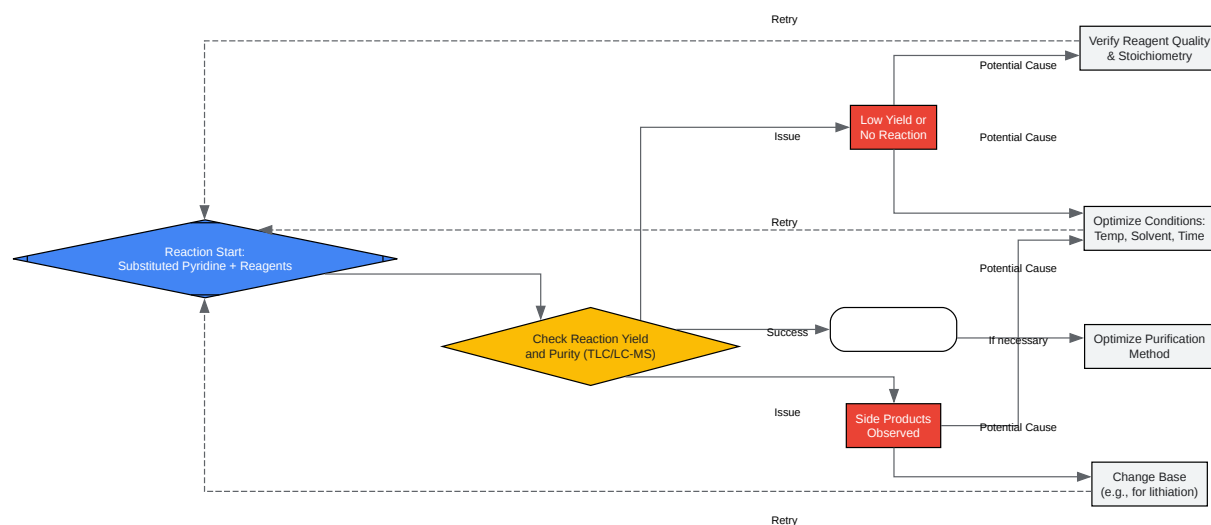 Retry
Verify Reagent Quality
& Stoichiometry
Potential Cause
Low Yield or
No Reaction
Issue
Potential Cause
Retry
Optimize Conditions:
Temp, Solvent, Time
Reaction Start:
Substituted Pyridine + Reagents
Potential Cause
Check Reaction Yield
and Purity (TLC/LC-MS)
Success
If necessary
Optimize Purification
Method
Issue
Side Products
Observed
Potential Cause
Change Base
(e.g., for lithiation)
Retry